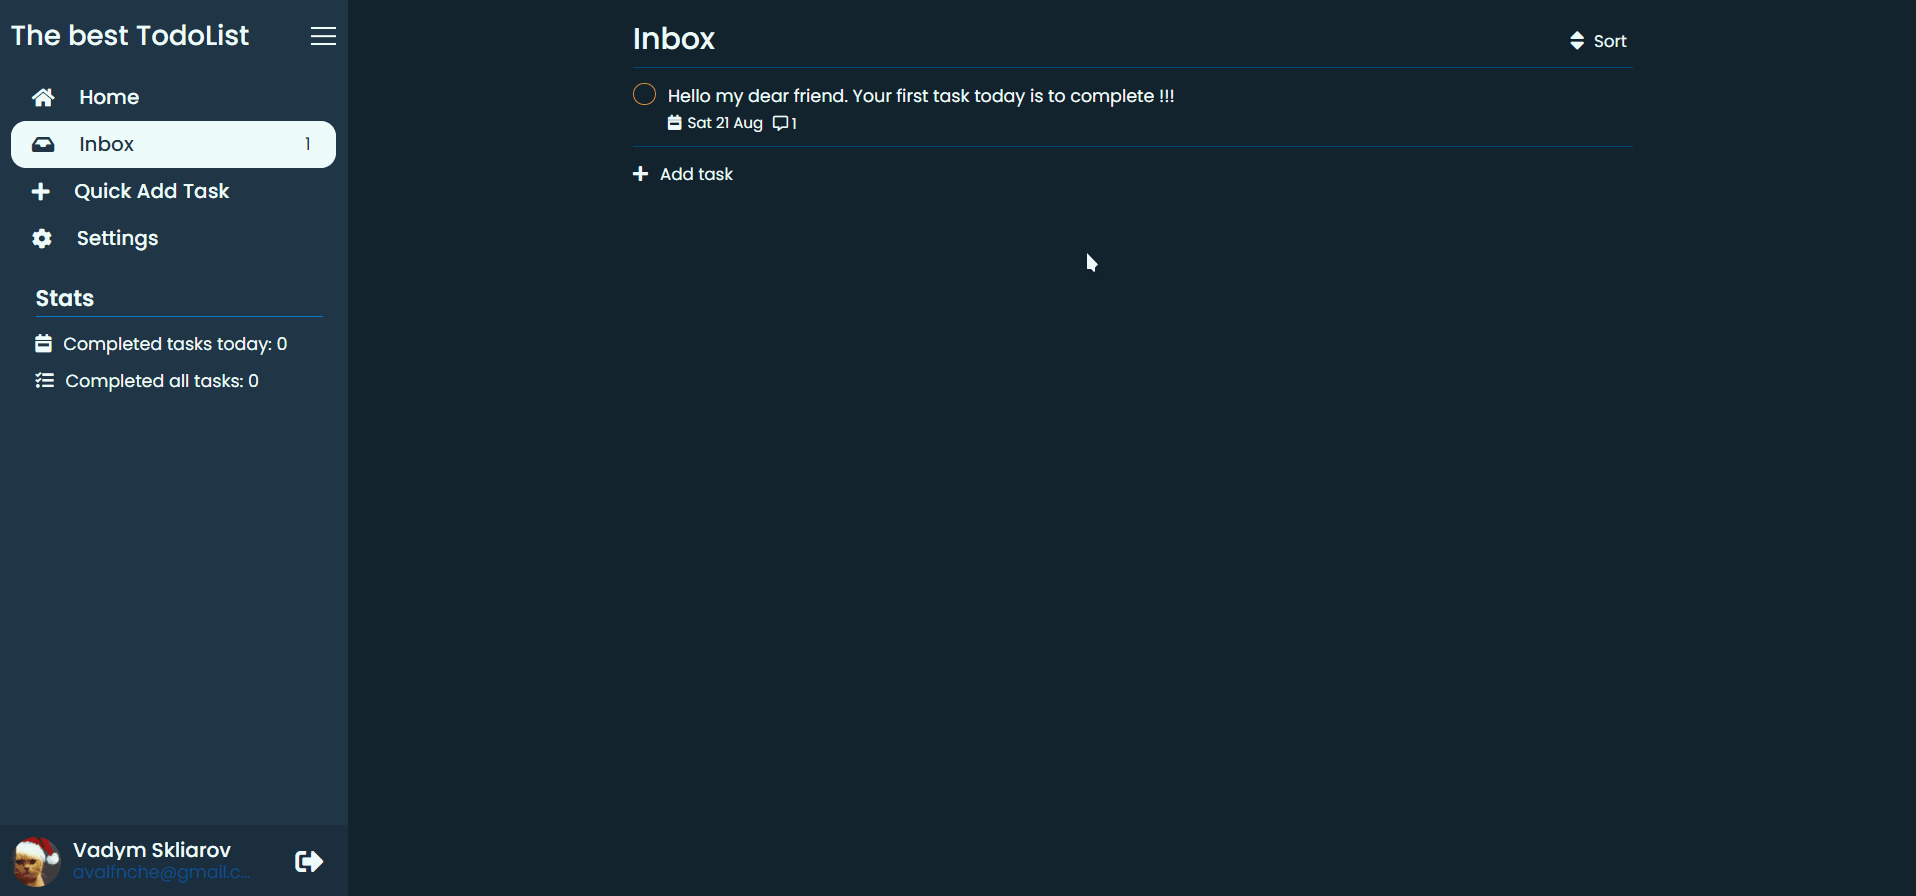 The best TodoList
Home
Inbox 1
Quick Add Task
Settings
Stats
Completed tasks today: 0
Completed all tasks: 0
Vadym Skliarov
avalfnche@gmail.c...
Inbox
Sort
Hello my dear friend. Your first task today is to complete !!!
Sat 21 Aug 1
Add task